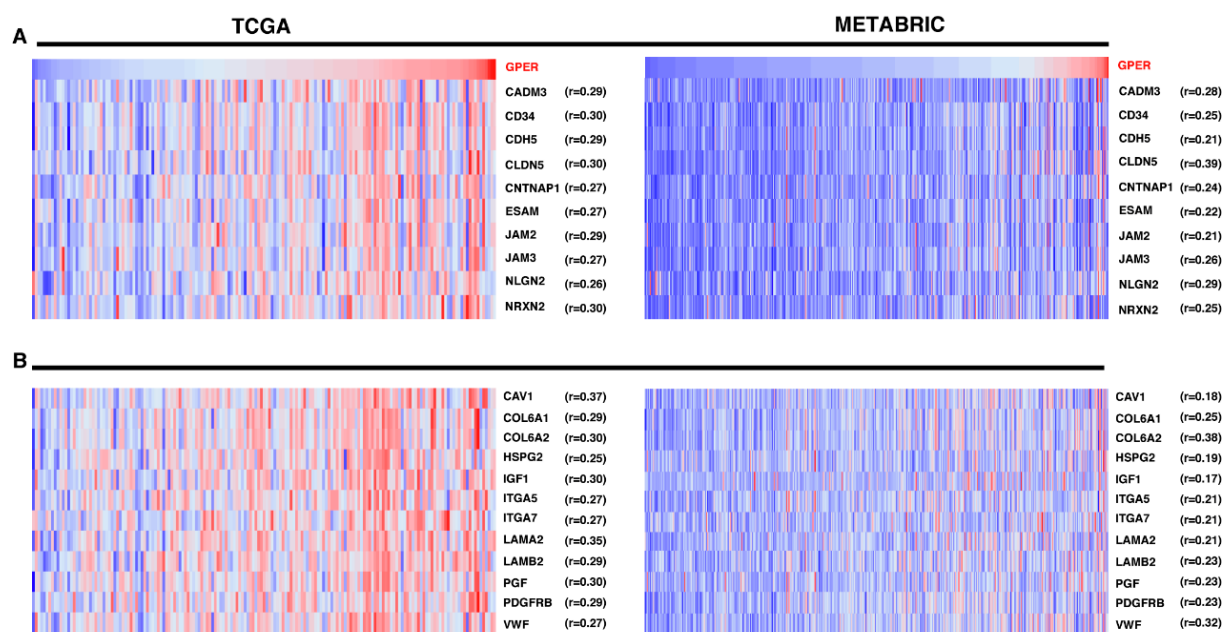 TCGA METABRIC
A
GPER GPER
CADM3 (r=0.29) CADM3 (r=0.28)
CD34 (r=0.30) CD34 (r=0.25)
CDH5 (r=0.29) CDH5 (r=0.21)
CLDN5 (r=0.30) CLDN5 (r=0.39)
CNTNAP1 (r=0.27) CNTNAP1 (r=0.24)
ESAM (r=0.27) ESAM (r=0.22)
JAM2 (r=0.29) JAM2 (r=0.21)
JAM3 (r=0.27) JAM3 (r=0.26)
NLGN2 (r=0.26) NLGN2 (r=0.29)
NRXN2 (r=0.30) NRXN2 (r=0.25)
B
CAV1 (r=0.37) CAV1 (r=0.18)
COL6A1 (r=0.29) COL6A1 (r=0.25)
COL6A2 (r=0.30) COL6A2 (r=0.38)
HSPG2 (r=0.25) HSPG2 (r=0.19)
IGF1 (r=0.30) IGF1 (r=0.17)
ITGA5 (r=0.27) ITGA5 (r=0.21)
ITGA7 (r=0.27) ITGA7 (r=0.21)
LAMA2 (r=0.35) LAMA2 (r=0.21)
LAMB2 (r=0.29) LAMB2 (r=0.23)
PGF (r=0.30) PGF (r=0.23)
PDGFRB (r=0.29) PDGFRB (r=0.23)
VWF (r=0.27) VWF (r=0.32)